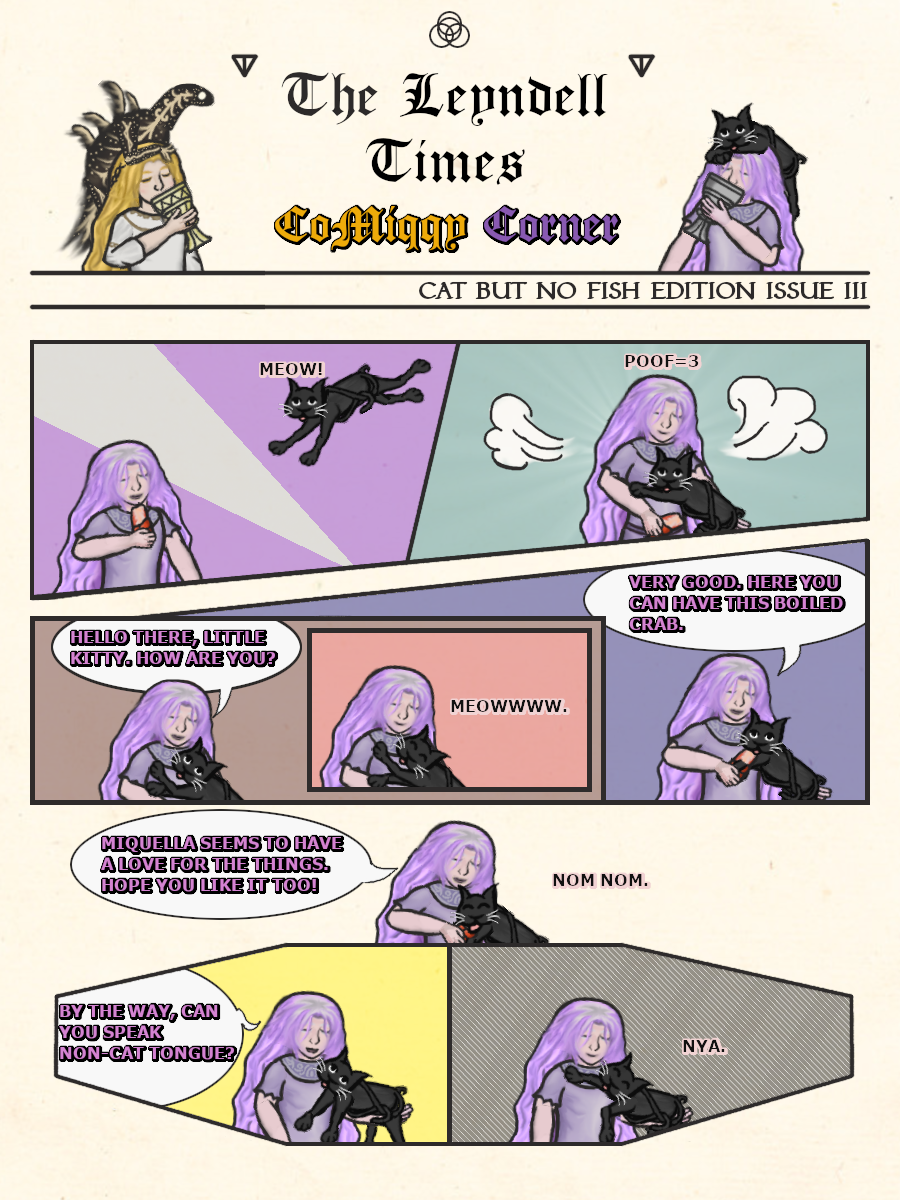 The Leyndell
Times
CoMiqqy Corner
CAT BUT NO FISH EDITION ISSUE III
MEOW!
POOF=3
HELLO THERE, LITTLE
KITTY. HOW ARE YOU?
MEOWWWW.
VERY GOOD. HERE YOU
CAN HAVE THIS BOILED
CRAB.
MIQUELLA SEEMS TO HAVE
A LOVE FOR THE THINGS.
HOPE YOU LIKE IT TOO!
NOM NOM.
BY THE WAY, CAN
YOU SPEAK
NON-CAT TONGUE?
NYA.